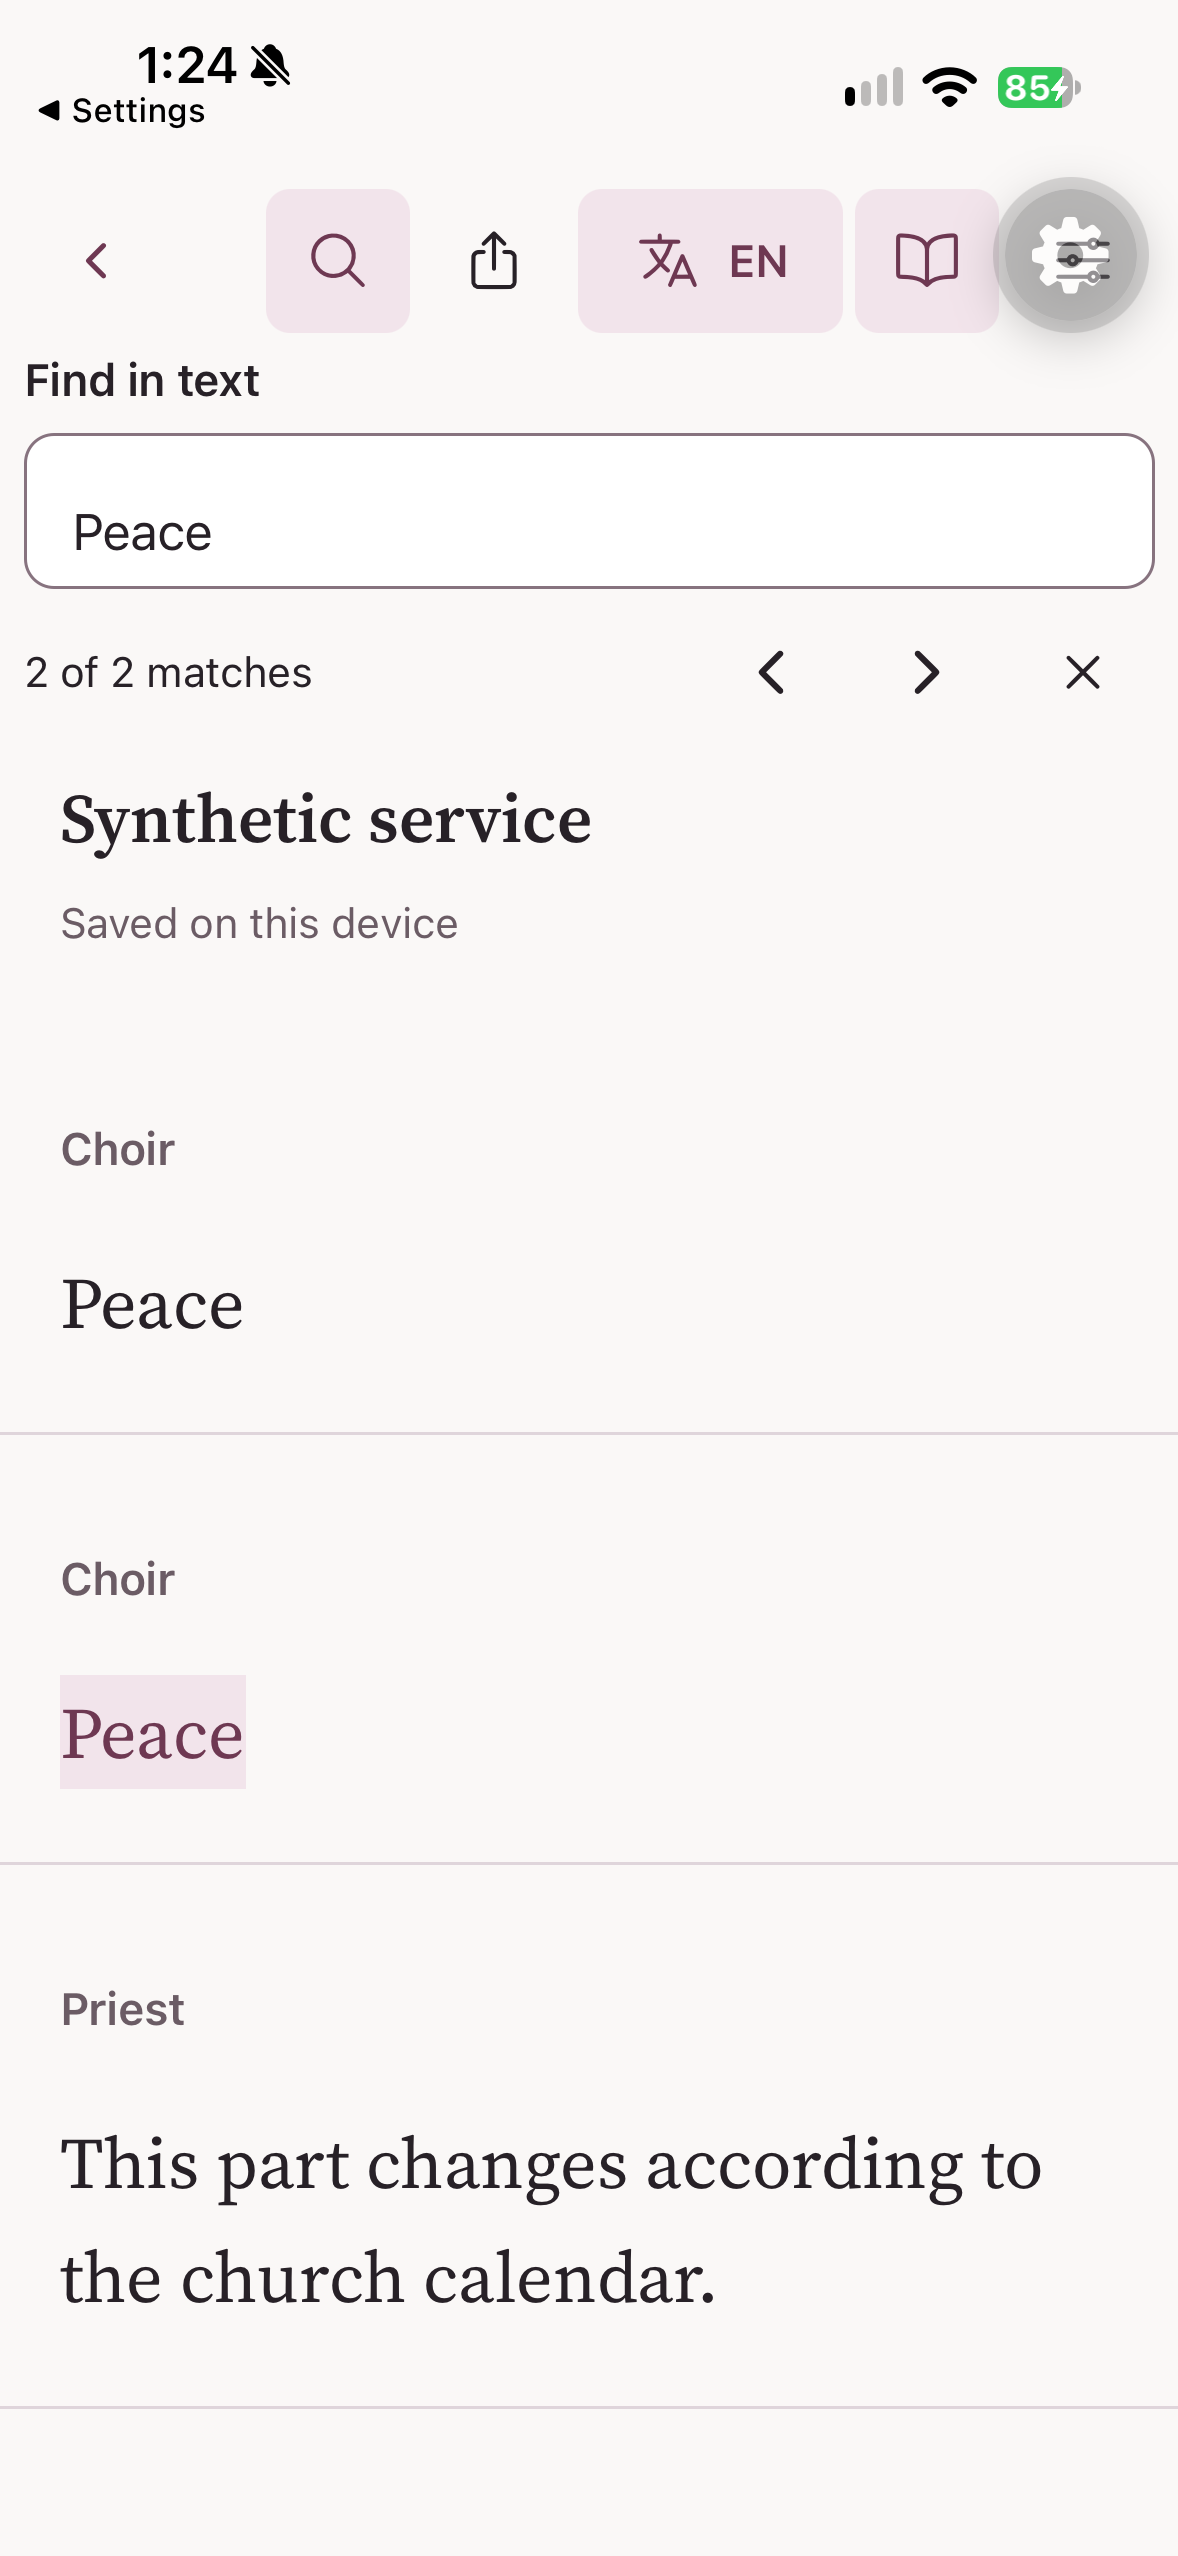 1:24
Settings
85
EN
Find in text
Peace
2 of 2 matches
Synthetic service
Saved on this device
Choir
Peace
Choir
Peace
Priest
This part changes according to
the church calendar.